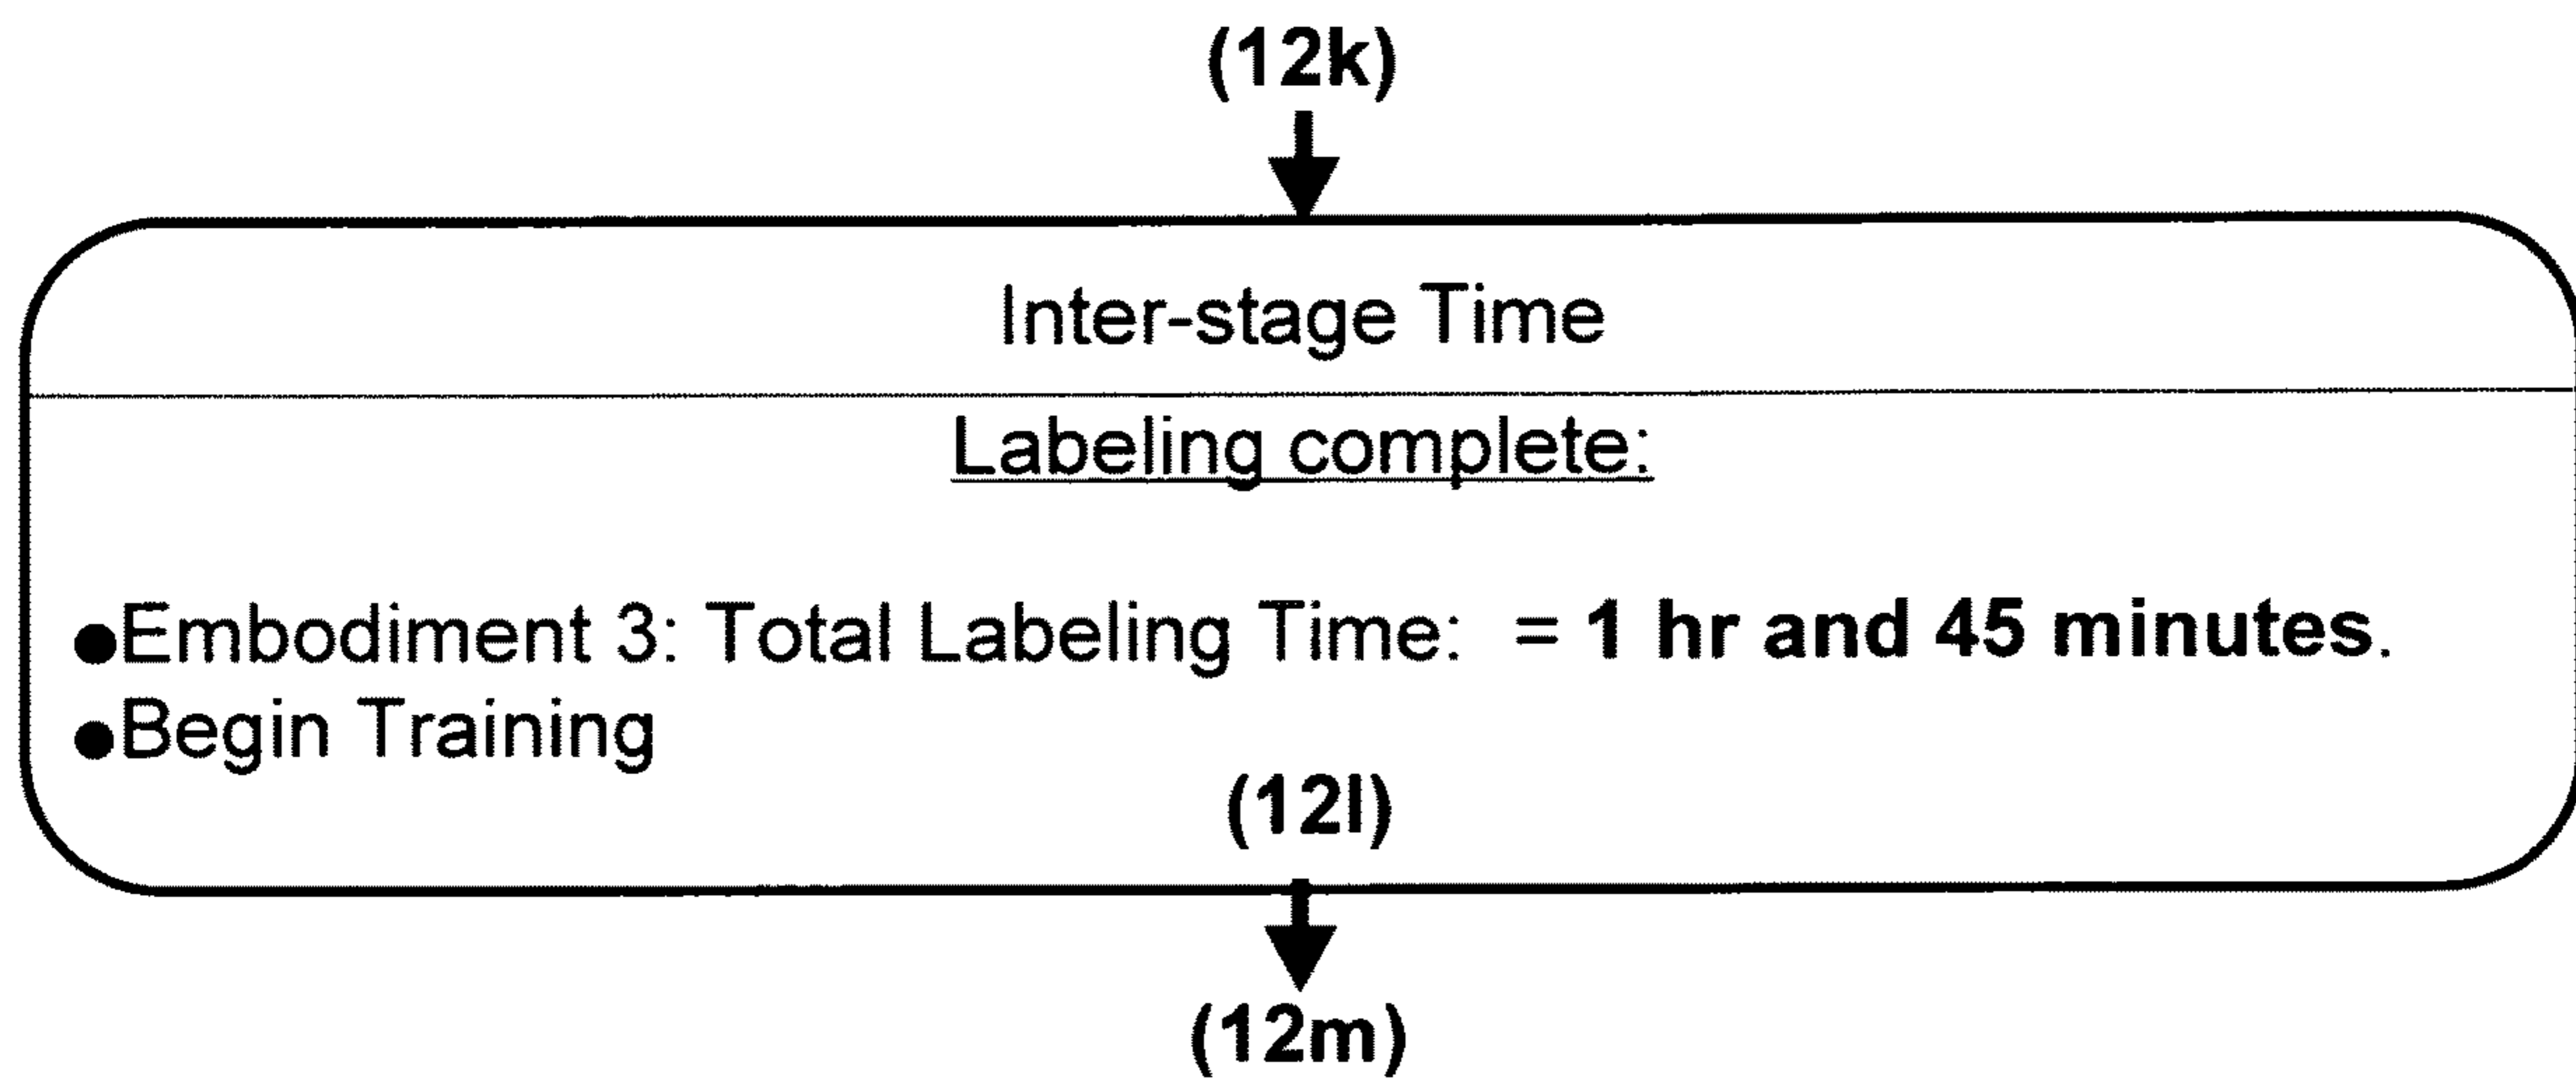 (12k)
Inter-stage Time
Labeling complete:
●Embodiment 3: Total Labeling Time:  = 1 hr and 45 minutes.
●Begin Training
(12l)
(12m)